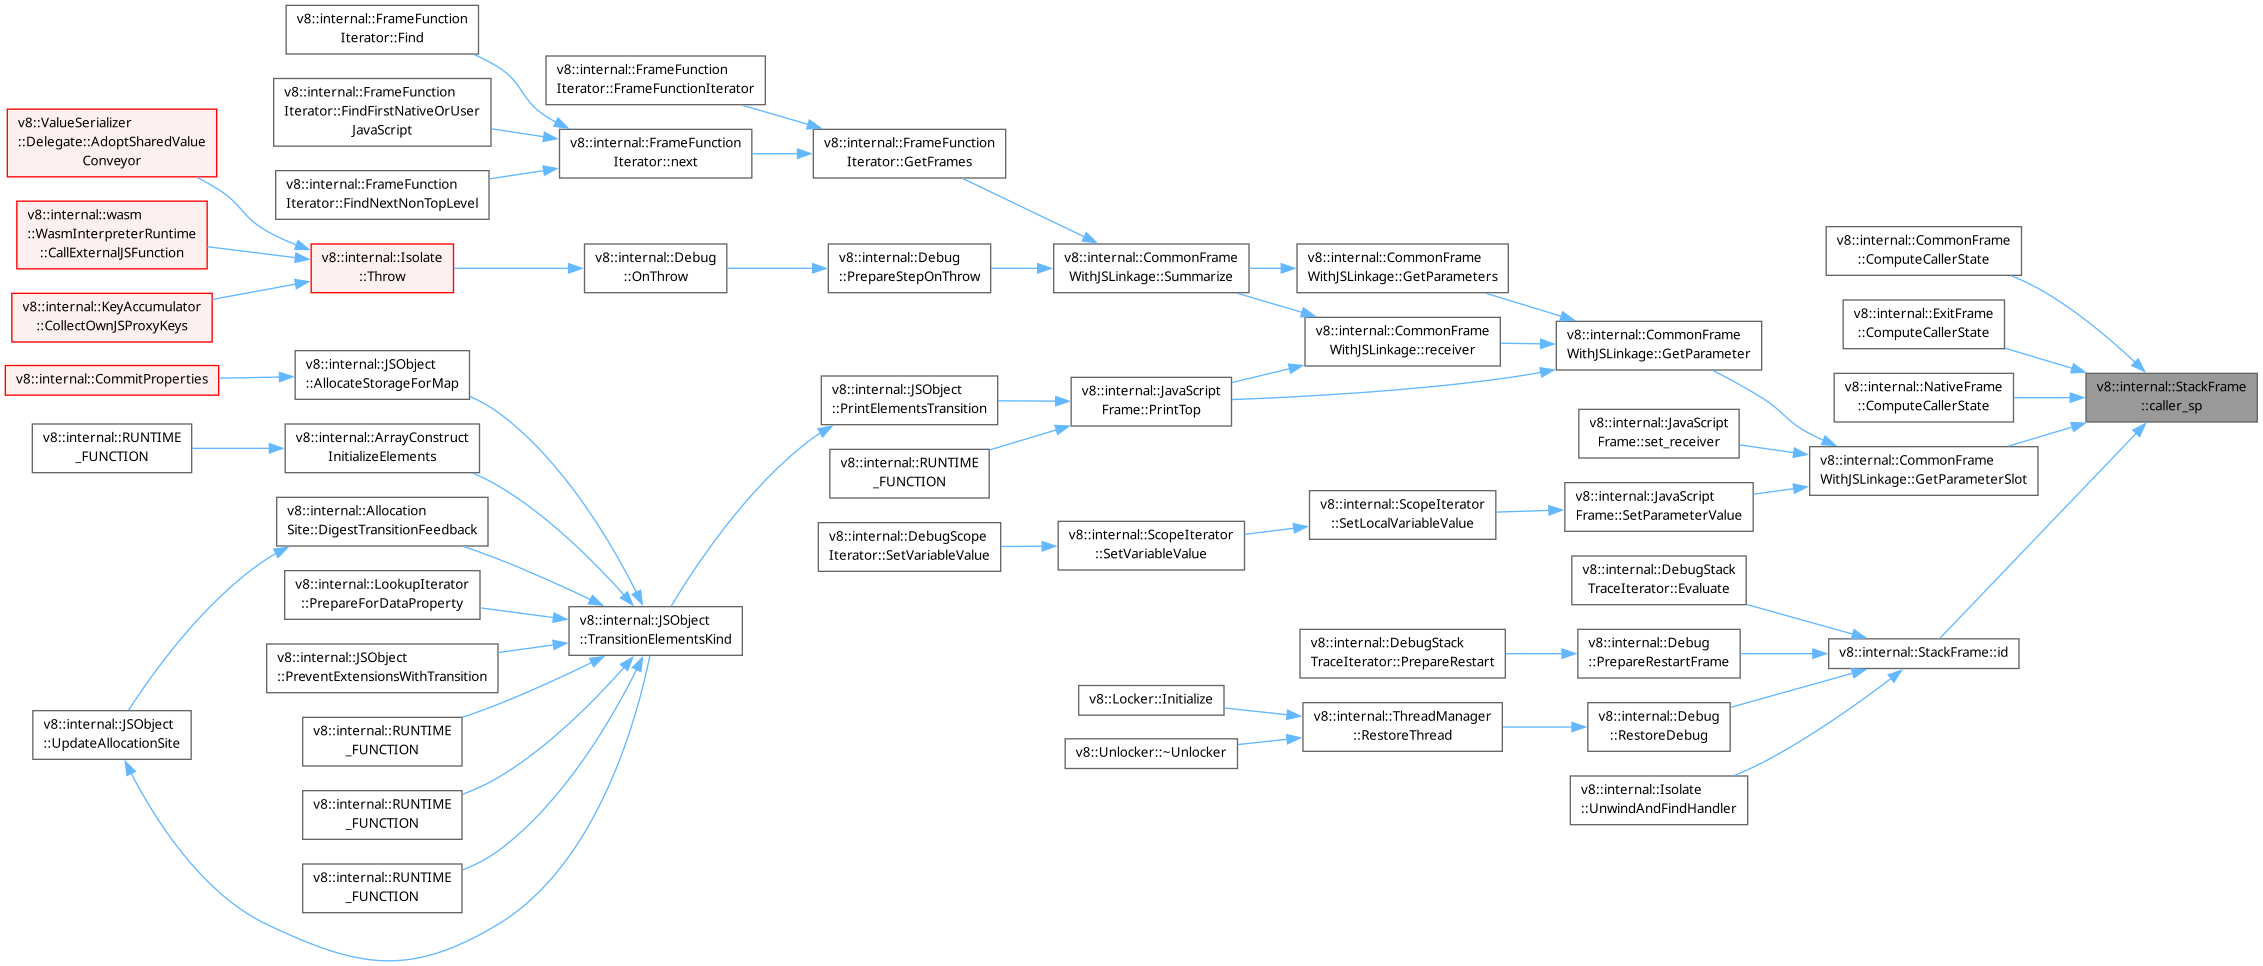 v8::internal::FrameFunction
Iterator::Find
v8::internal::FrameFunction
Iterator::FrameFunctionIterator
v8::internal::FrameFunction
Iterator::FindFirstNativeOrUser
JavaScript
v8::ValueSerializer
::Delegate::AdoptSharedValue
Conveyor
v8::internal::FrameFunction
Iterator::next
v8::internal::FrameFunction
Iterator::GetFrames
v8::internal::FrameFunction
Iterator::FindNextNonTopLevel
v8::internal::wasm
::WasmInterpreterRuntime
::CallExternalJSFunction
v8::internal::Isolate
::Throw
v8::internal::Debug
::OnThrow
v8::internal::Debug
::PrepareStepOnThrow
v8::internal::CommonFrame
WithJSLinkage::Summarize
v8::internal::CommonFrame
WithJSLinkage::GetParameters
v8::internal::CommonFrame
::ComputeCallerState
v8::internal::KeyAccumulator
::CollectOwnJSProxyKeys
v8::internal::CommonFrame
WithJSLinkage::receiver
v8::internal::CommonFrame
WithJSLinkage::GetParameter
v8::internal::ExitFrame
::ComputeCallerState
v8::internal::CommitProperties
v8::internal::JSObject
::AllocateStorageForMap
v8::internal::JSObject
::PrintElementsTransition
v8::internal::JavaScript
Frame::PrintTop
v8::internal::NativeFrame
::ComputeCallerState
v8::internal::StackFrame
::caller_sp
v8::internal::RUNTIME
_FUNCTION
v8::internal::ArrayConstruct
InitializeElements
v8::internal::RUNTIME
_FUNCTION
v8::internal::JavaScript
Frame::set_receiver
v8::internal::CommonFrame
WithJSLinkage::GetParameterSlot
v8::internal::Allocation
Site::DigestTransitionFeedback
v8::internal::DebugScope
Iterator::SetVariableValue
v8::internal::ScopeIterator
::SetVariableValue
v8::internal::ScopeIterator
::SetLocalVariableValue
v8::internal::JavaScript
Frame::SetParameterValue
v8::internal::LookupIterator
::PrepareForDataProperty
v8::internal::DebugStack
TraceIterator::Evaluate
v8::internal::JSObject
::TransitionElementsKind
v8::internal::JSObject
::PreventExtensionsWithTransition
v8::internal::DebugStack
TraceIterator::PrepareRestart
v8::internal::Debug
::PrepareRestartFrame
v8::internal::StackFrame::id
v8::internal::JSObject
::UpdateAllocationSite
v8::internal::RUNTIME
_FUNCTION
v8::Locker::Initialize
v8::Unlocker::~Unlocker
v8::internal::ThreadManager
::RestoreThread
v8::internal::Debug
::RestoreDebug
v8::internal::RUNTIME
_FUNCTION
v8::internal::Isolate
::UnwindAndFindHandler
v8::internal::RUNTIME
_FUNCTION